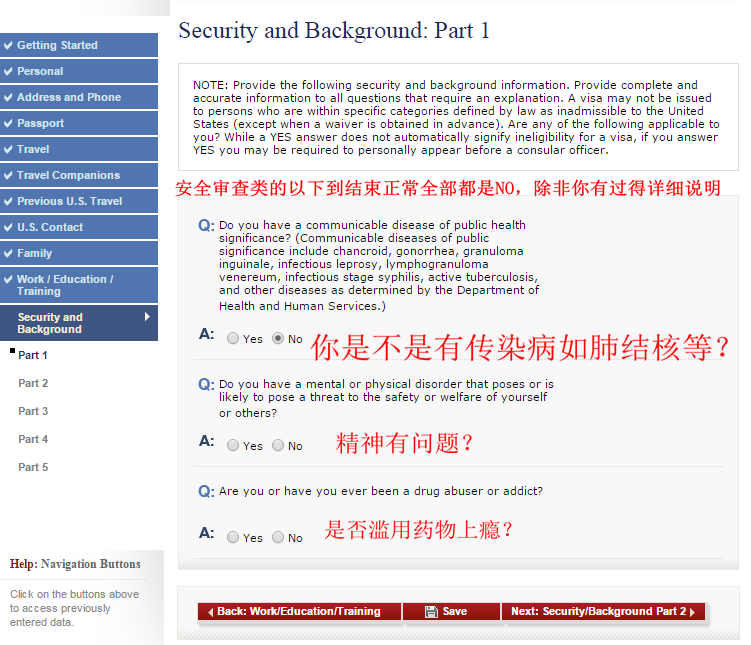 Security and Background: Part 1
Getting Started
Personal
Address and Phone
Passport
Travel
Travel Companions
Previous U.S. Travel
U.S. Contact
Family
Work / Education /
Training
Security and
Background
Part 1
Part 2
Part 3
Part 4
Part 5
Help: Navigation Buttons
Click on the buttons above
to access previously
entered data.
NOTE: Provide the following security and background information. Provide complete and
accurate information to all questions that require an explanation. A visa may not be issued
to persons who are within specific categories defined by law as inadmissible to the United
States (except when a waiver is obtained in advance). Are any of the following applicable to
you? While a YES answer does not automatically signify ineligibility for a visa, if you answer
YES you may be required to personally appear before a consular officer.
安全审查类的以下到结束正常全部都是NO，除非你有过得详细说明
Q: Do you have a communicable disease of public health
significance? (Communicable diseases of public
significance include chancroid, gonorrhea, granuloma
inguinale, infectious leprosy, lymphogranuloma
venereum, infectious stage syphilis, active tuberculosis,
and other diseases as determined by the Department of
Health and Human Services.)
A: Yes No 你是不是有传染病如肺结核等？
Q: Do you have a mental or physical disorder that poses or is
likely to pose a threat to the safety or welfare of yourself
or others?
A: Yes No 精神有问题？
Q: Are you or have you ever been a drug abuser or addict?
A: Yes No 是否滥用药物上瘾？
Back: Work/Education/Training Save Next: Security/Background Part 2